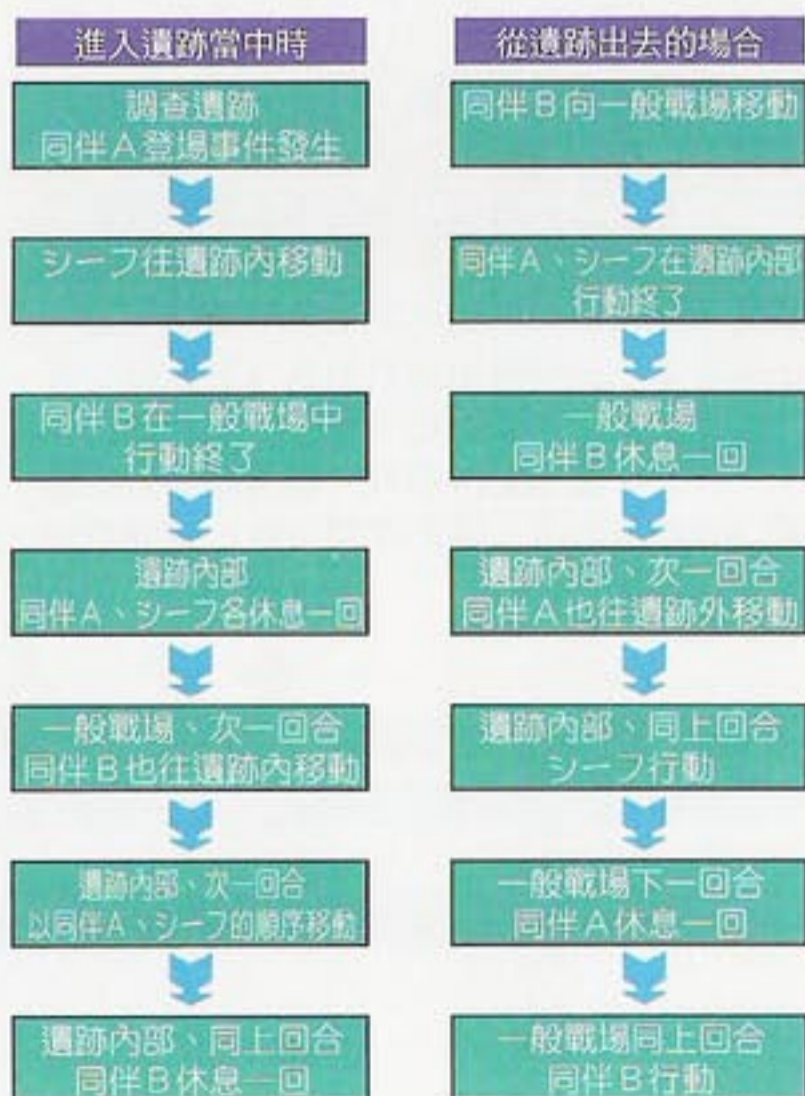 進入遺跡當中時
調查遺跡
同伴A登場事件發生
シーフ往遺跡內移動
同伴B在一般戰場中
行動終了
遺跡內部
同伴A、シーフ各休息一回
一般戰場、次一回合
同伴B也往遺跡內移動
遺跡內部、次一回合
以同伴A、シーフ的順序移動
遺跡內部、同上回合
同伴B休息一回
從遺跡出去的場合
同伴B向一般戰場移動
同伴A、シーフ在遺跡內部
行動終了
一般戰場
同伴B休息一回
遺跡內部、次一回合
同伴A也往遺跡外移動
遺跡內部、同上回合
シーフ行動
一般戰場下一回合
同伴A休息一回
一般戰場同上回合
同伴B行動